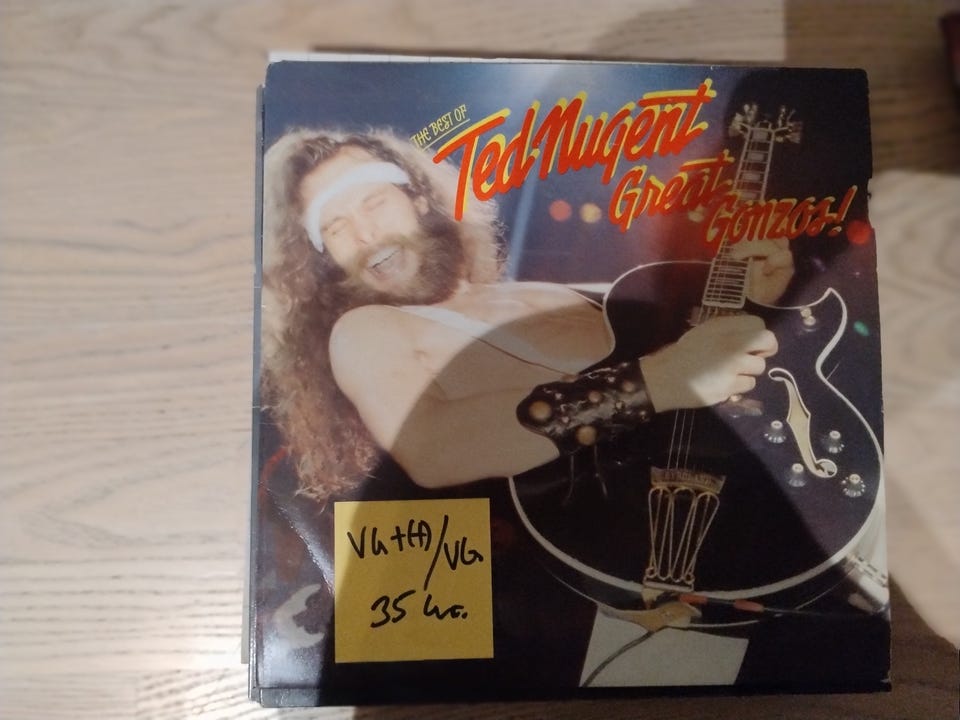 THE BEST OF
Ted Nugent
Great
Gonzos!
VG+(+)/VG
35 kr.